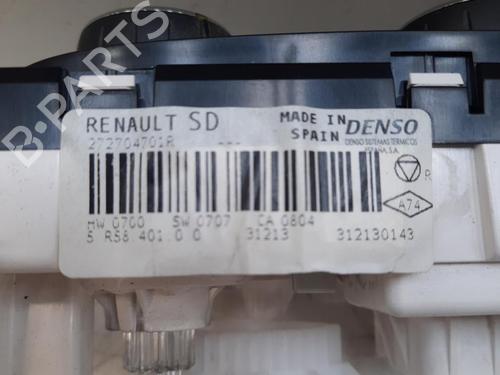 B-PARTS
RENAULT SD
MADE IN SPAIN
DENSO
DENSO SISTEMAS TERMICOS
ESPAÑA, S.A.
272704701R ---
R
A74
HW 0700 SW 0707 CA 0804
S R58.401.0 0 31213 312130143